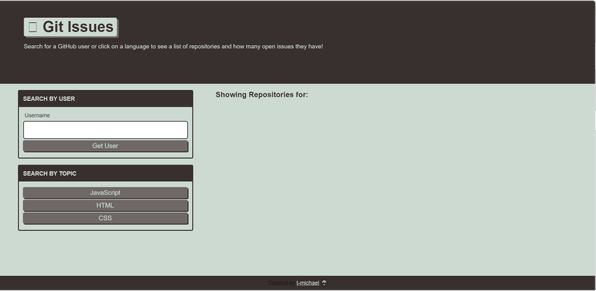 Git Issues
Search for a GitHub user or click on a language to see a list of repositories and how many open issues they have!
SEARCH BY USER
Username
Get User
SEARCH BY TOPIC
JavaScript
HTML
CSS
Showing Repositories for:
t-michael